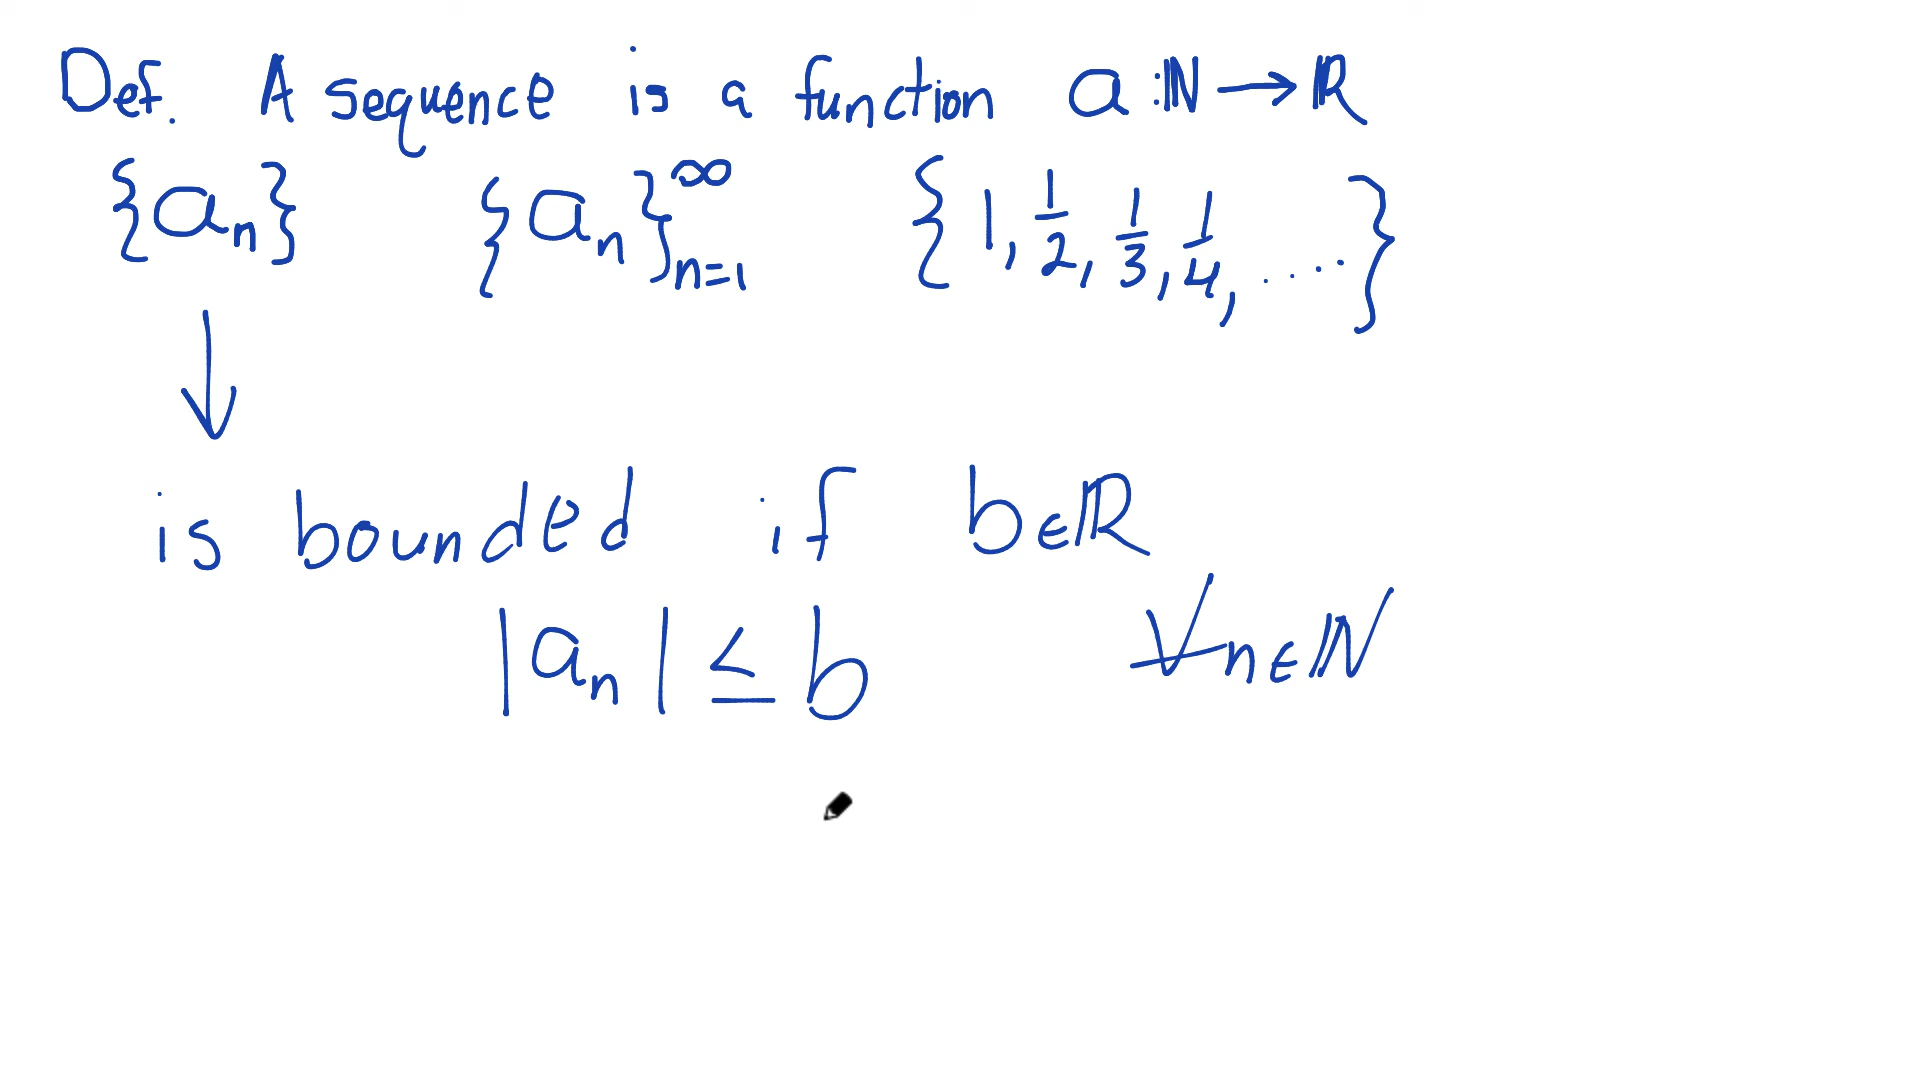 Def. A sequence is a function a : ℕ → ℝ
{aₙ} {aₙ}ₙ₌₁^∞ {1, 1/2, 1/3, 1/4, ....}
↓
is bounded if b∈ℝ
|aₙ| ≤ b ∀n∈ℕ